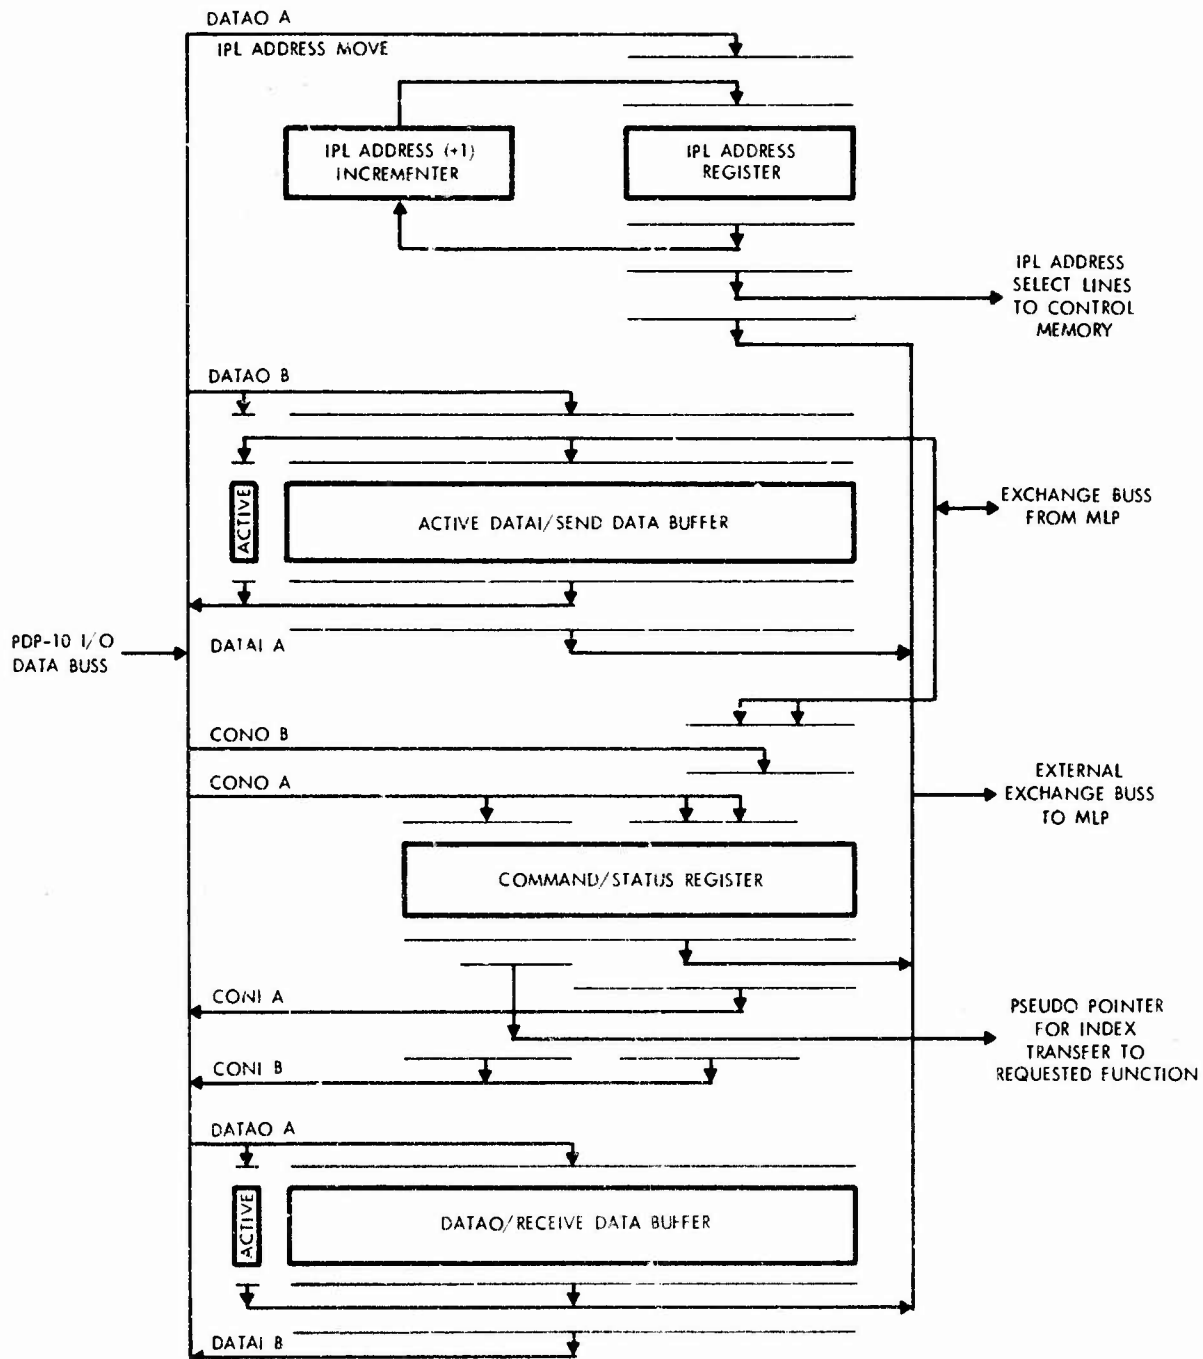 DATAO A
IPL ADDRESS MOVE
IPL ADDRESS (+1)
INCREMENTER
IPL ADDRESS
REGISTER
IPL ADDRESS
SELECT LINES
TO CONTROL
MEMORY
DATAO B
ACTIVE
ACTIVE DATAI/SEND DATA BUFFER
EXCHANGE BUSS
FROM MLP
PDP-10 I/O
DATA BUSS
DATAI A
CONO B
CONO A
EXTERNAL
EXCHANGE BUSS
TO MLP
COMMAND/STATUS REGISTER
CONI A
PSEUDO POINTER
FOR INDEX
TRANSFER TO
REQUESTED FUNCTION
CONI B
DATAO A
ACTIVE
DATAO/RECEIVE DATA BUFFER
DATAI B